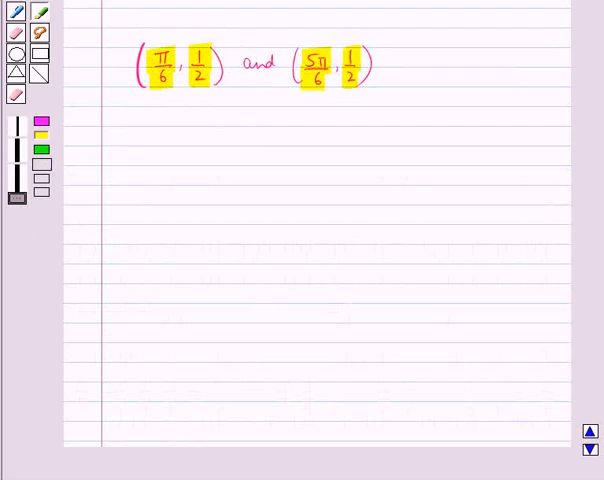 (π/6, 1/2) and (5π/6, 1/2)